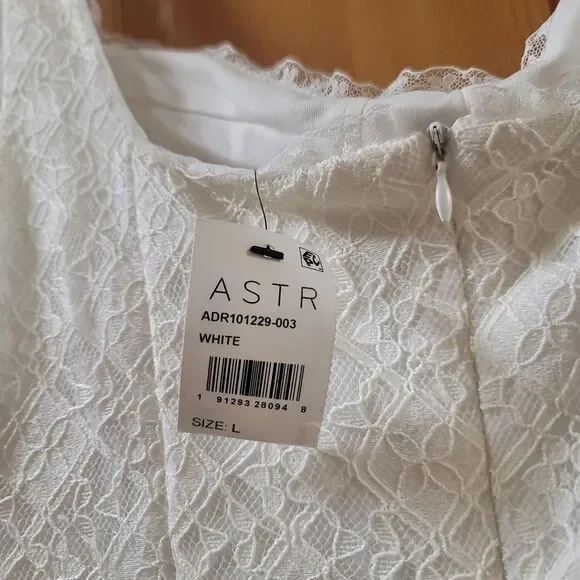 ASTR
ADR101229-003
WHITE
1 91293 28094 8
SIZE: L